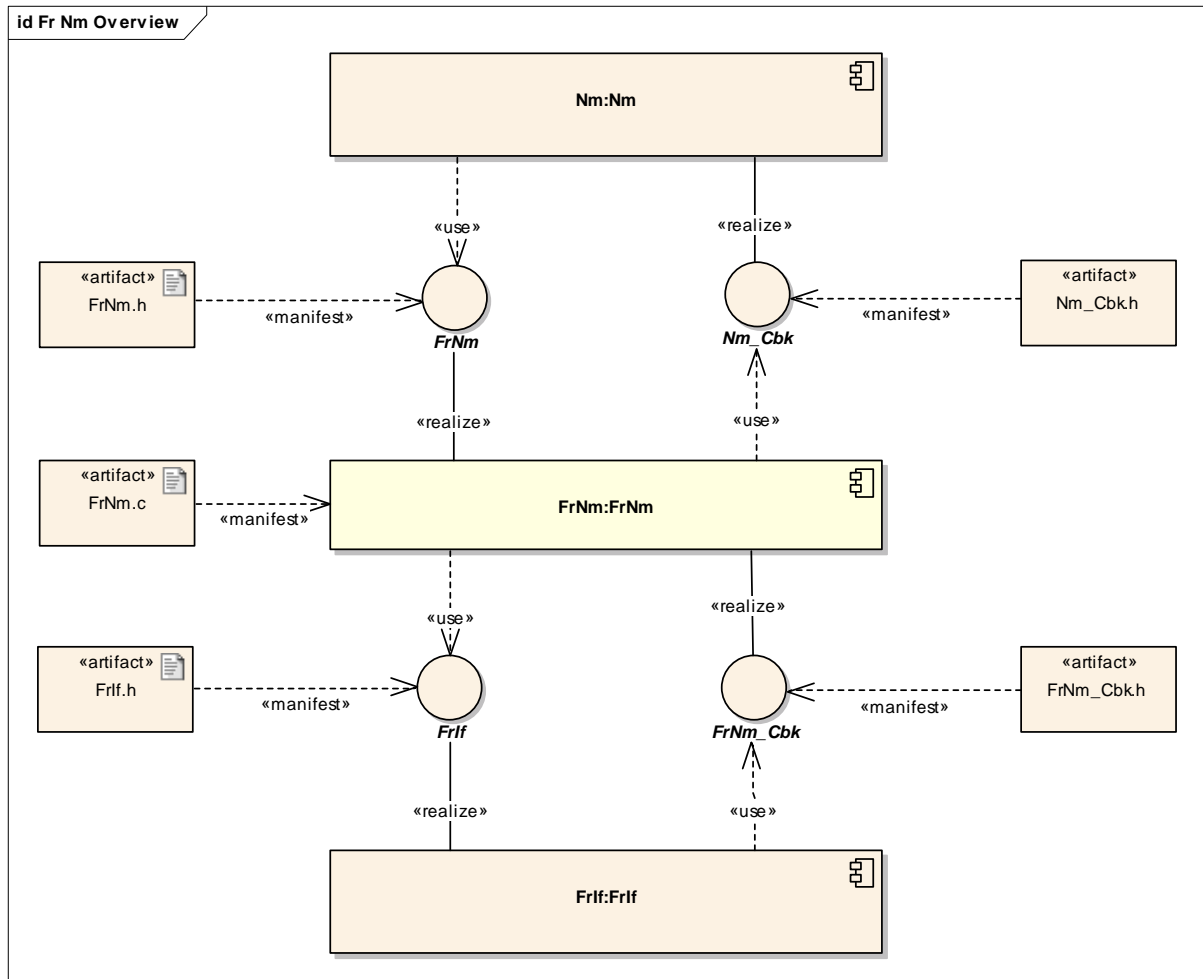 id Fr Nm Overview
Nm:Nm
«use»
«realize»
«artifact»
FrNm.h
«manifest»
FrNm
Nm_Cbk
«manifest»
«artifact»
Nm_Cbk.h
«realize»
«use»
«artifact»
FrNm.c
«manifest»
FrNm:FrNm
«use»
«realize»
«artifact»
FrIf.h
«manifest»
FrIf
FrNm_Cbk
«manifest»
«artifact»
FrNm_Cbk.h
«realize»
«use»
FrIf:FrIf